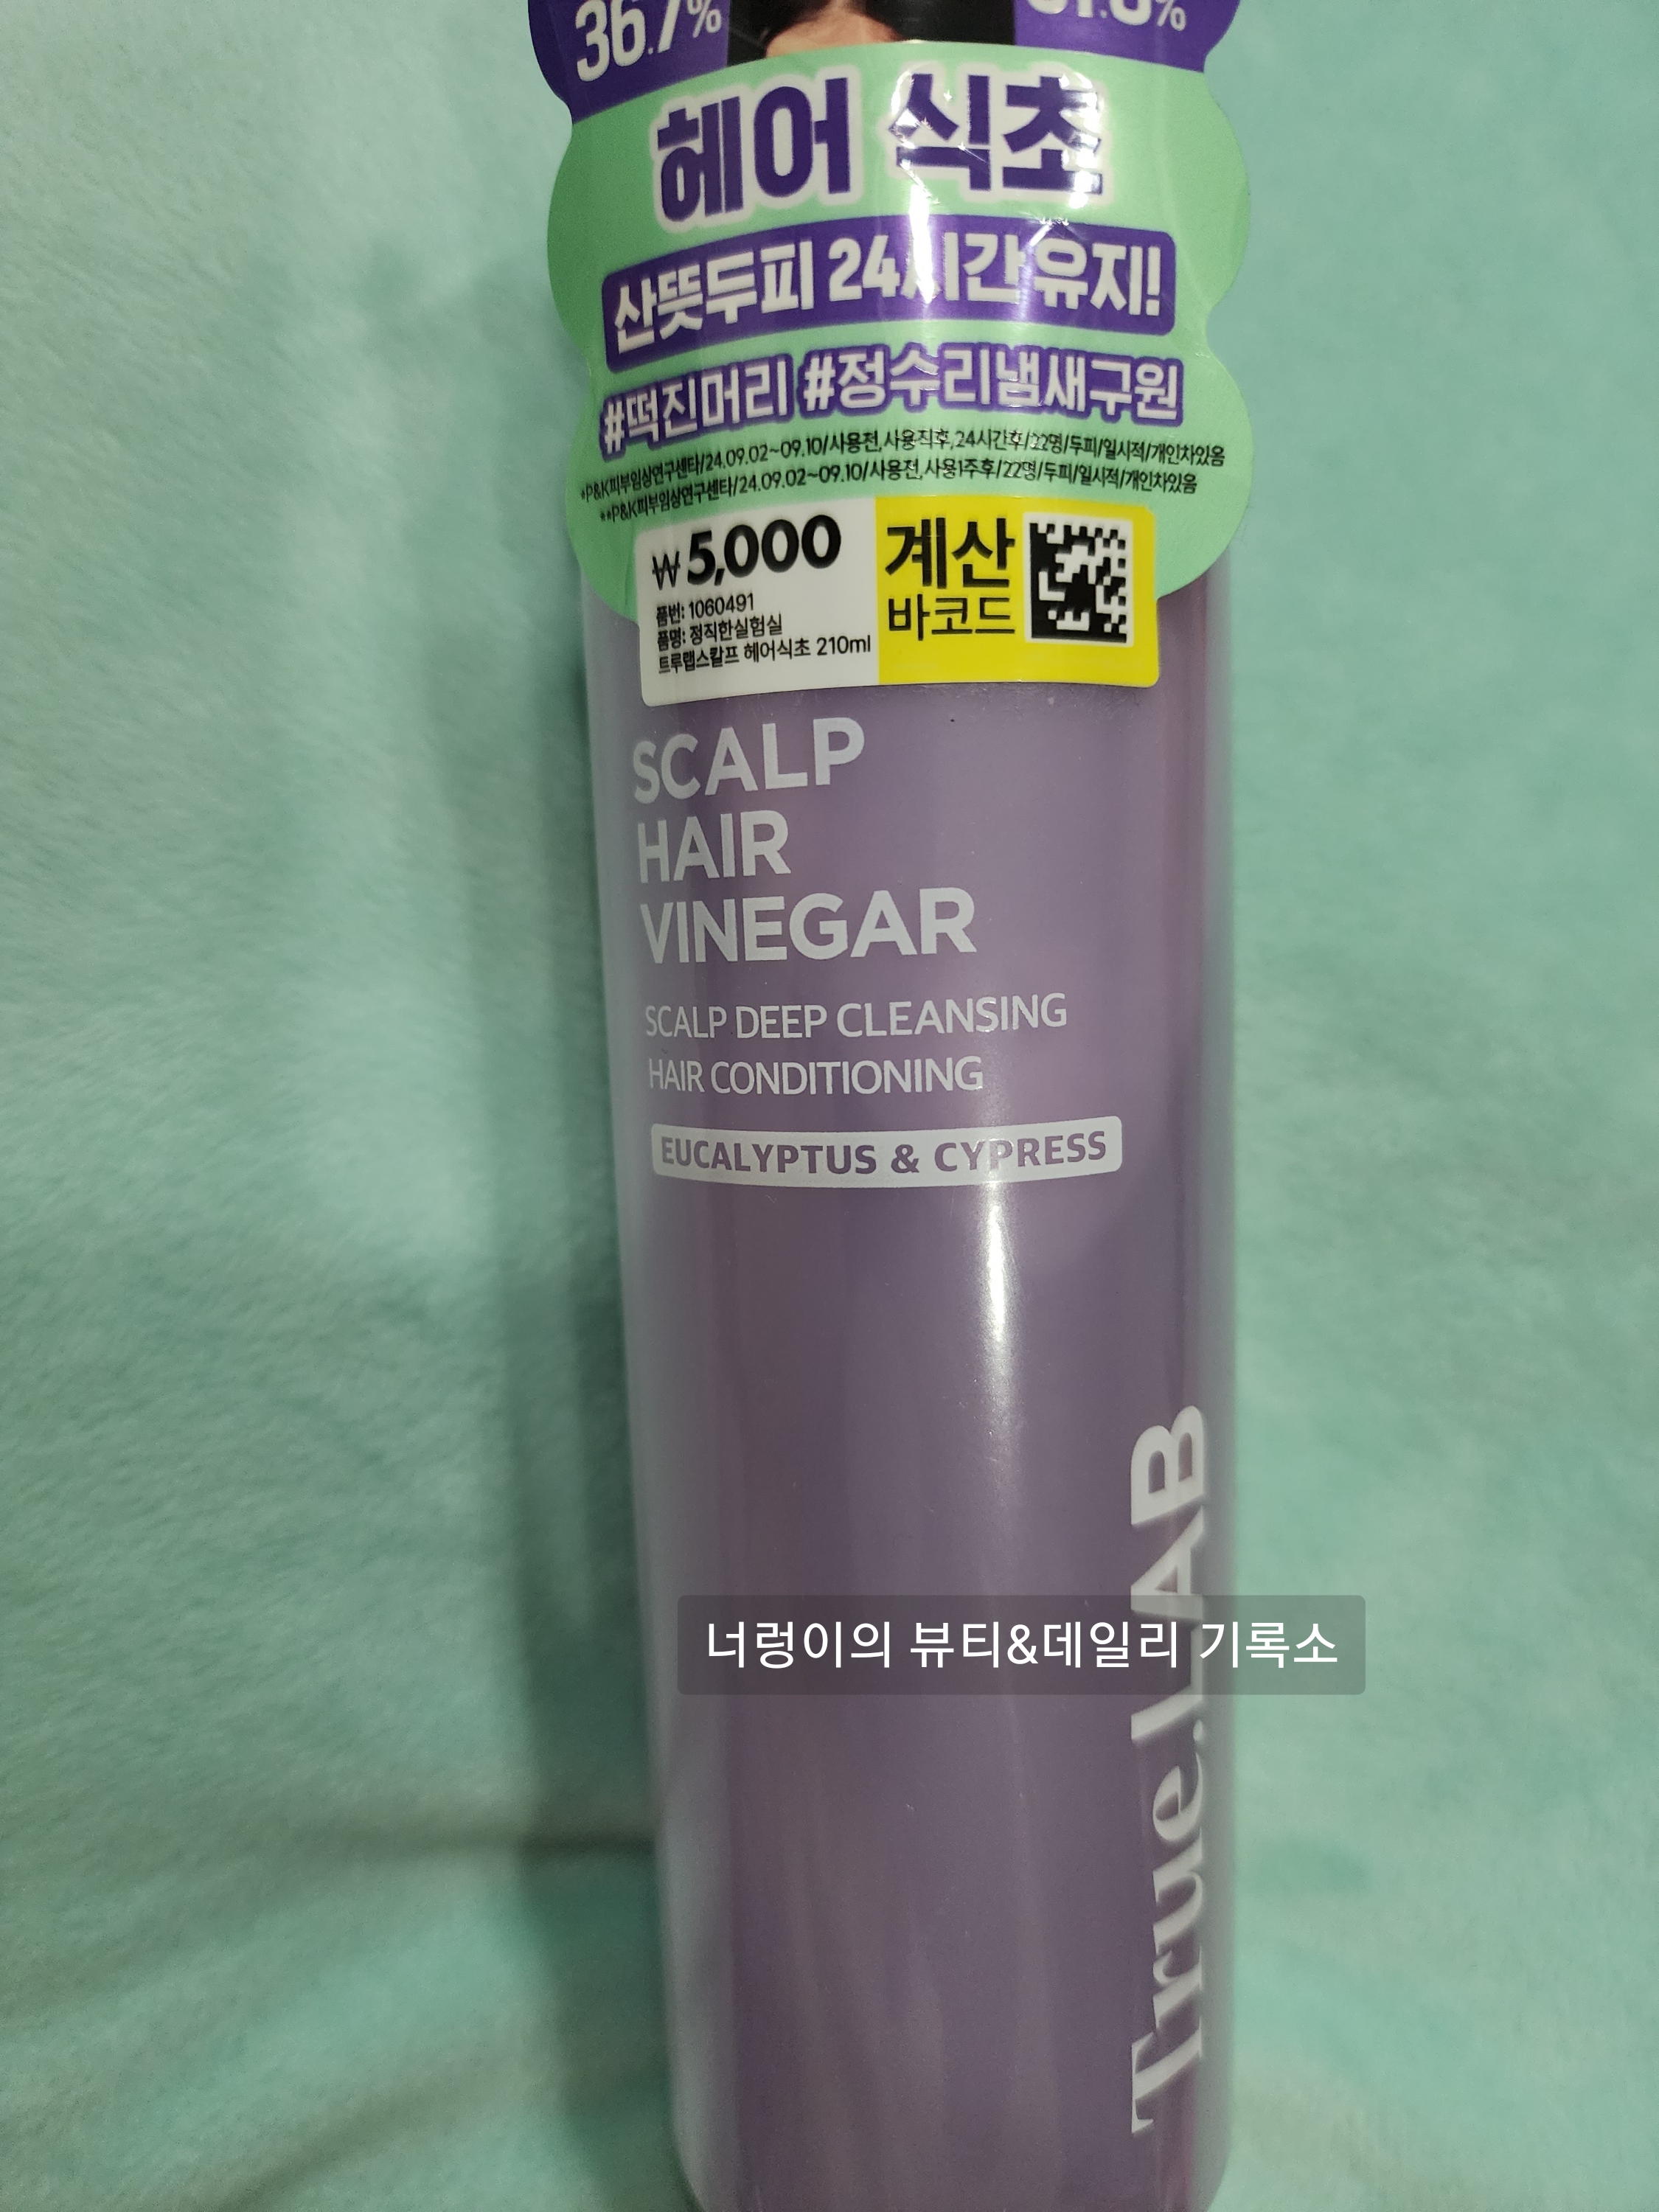 36.7%
헤어 식초
산뜻두피 24시간유지!
#떡진머리 #정수리냄새구원
*P&K피부임상연구센타/24.09.02~09.10/사용전,사용직후,24시간후/22명/두피/일시적/개인차있음
**P&K피부임상연구센타/24.09.02~09.10/사용전,사용1주후/22명/두피/일시적/개인차있음
₩5,000
품번: 1060491
품명: 정직한실험실
트루랩스칼프 헤어식초 210ml
계산
바코드
SCALP
HAIR
VINEGAR
SCALP DEEP CLEANSING
HAIR CONDITIONING
EUCALYPTUS & CYPRESS
True.LAB
너렁이의 뷰티&데일리 기록소